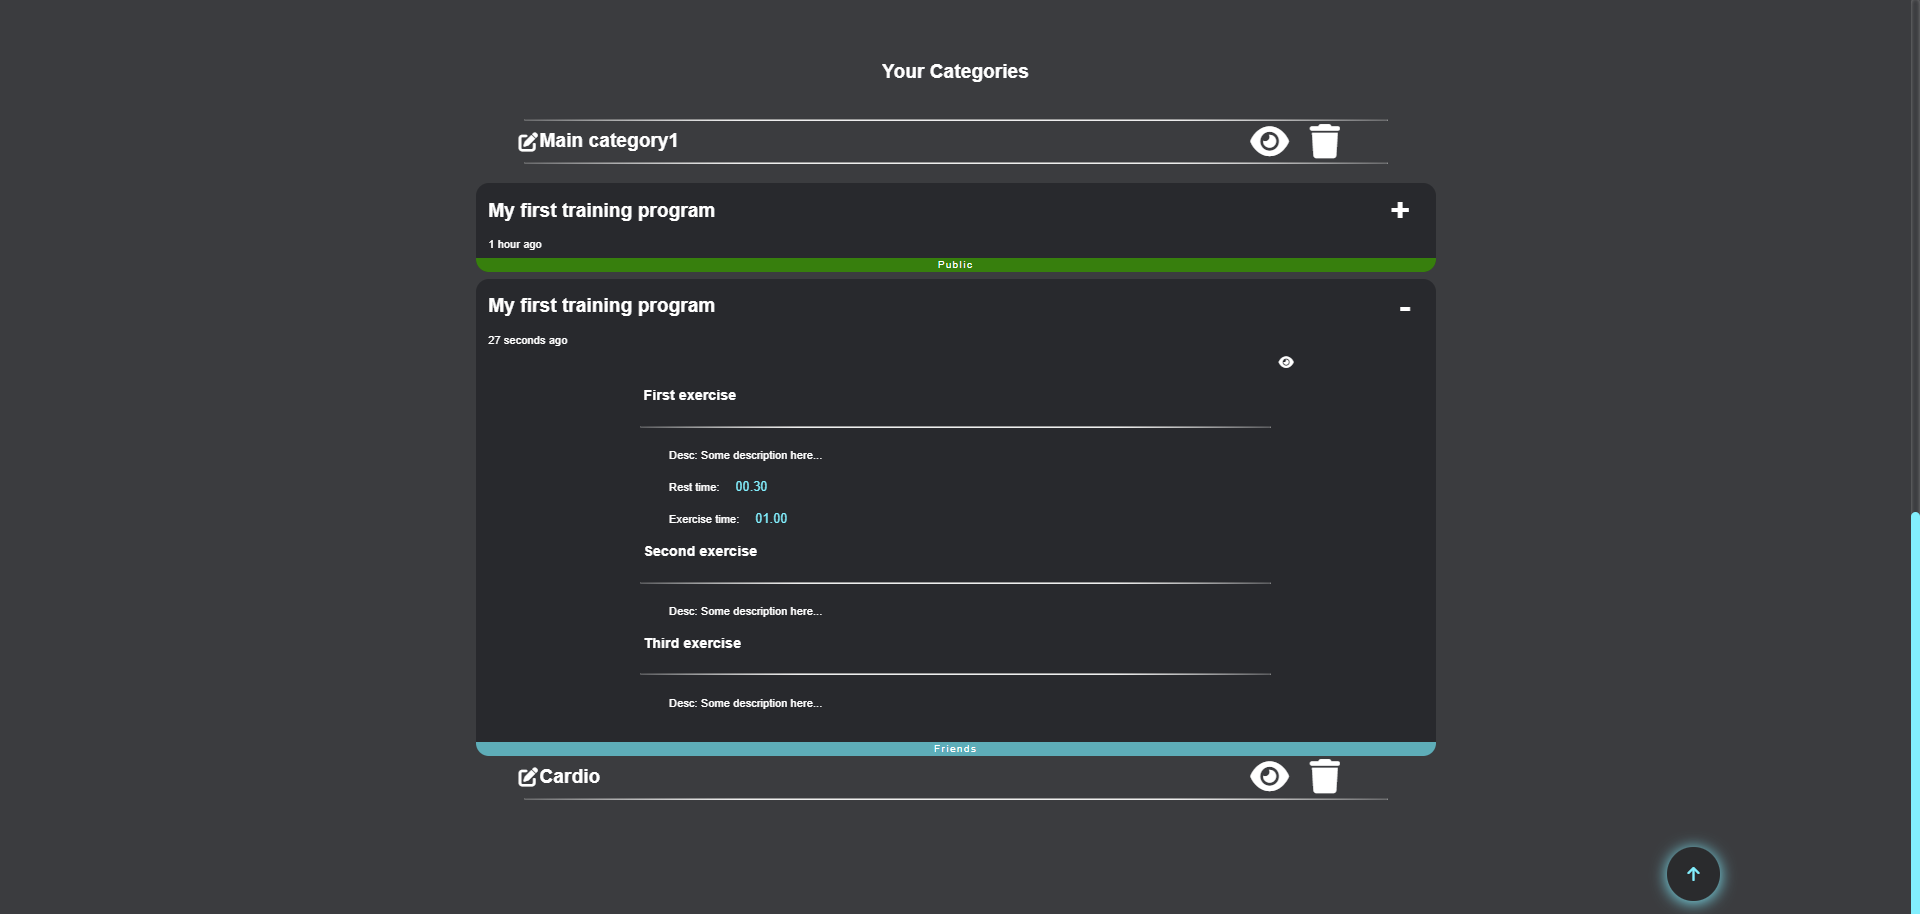 Your Categories
Main category1
My first training program
+
1 hour ago
Public
My first training program
-
27 seconds ago
First exercise
Desc: Some description here...
Rest time: 00.30
Exercise time: 01.00
Second exercise
Desc: Some description here...
Third exercise
Desc: Some description here...
Friends
Cardio